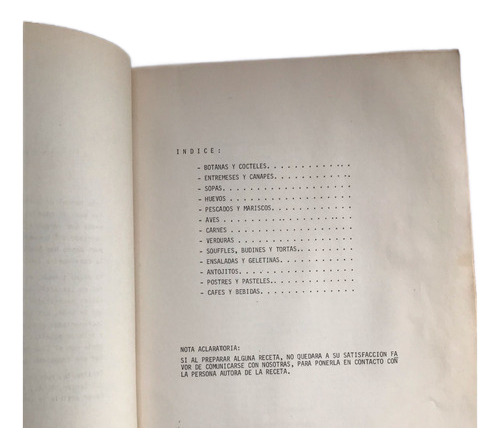 I N D I C E :
- BOTANAS Y COCTELES. . . . . . . . . . . . .
- ENTREMESES Y CANAPES. . . . . . . . . . . .
- SOPAS. . . . . . . . . . . . . . . . . . .
- HUEVOS . . . . . . . . . . . . . . . . . .
- PESCADOS Y MARISCOS. . . . . . . . . . . .
- AVES . . . . . . . . . . . . . . . . . . .
- CARNES . . . . . . . . . . . . . . . . . .
- VERDURAS . . . . . . . . . . . . . . . . .
- SOUFFLES, BUDINES Y TORTAS. . . . . . . . .
- ENSALADAS Y GELETINAS. . . . . . . . . . .
- ANTOJITOS . . . . . . . . . . . . . . . .
- POSTRES Y PASTELES. . . . . . . . . . . .
- CAFES Y BEBIDAS. . . . . . . . . . . . . .
NOTA ACLARATORIA:
SI AL PREPARAR ALGUNA RECETA, NO QUEDARA A SU SATISFACCION FA
VOR DE COMUNICARSE CON NOSOTRAS, PARA PONERLA EN CONTACTO CON
LA PERSONA AUTORA DE LA RECETA.